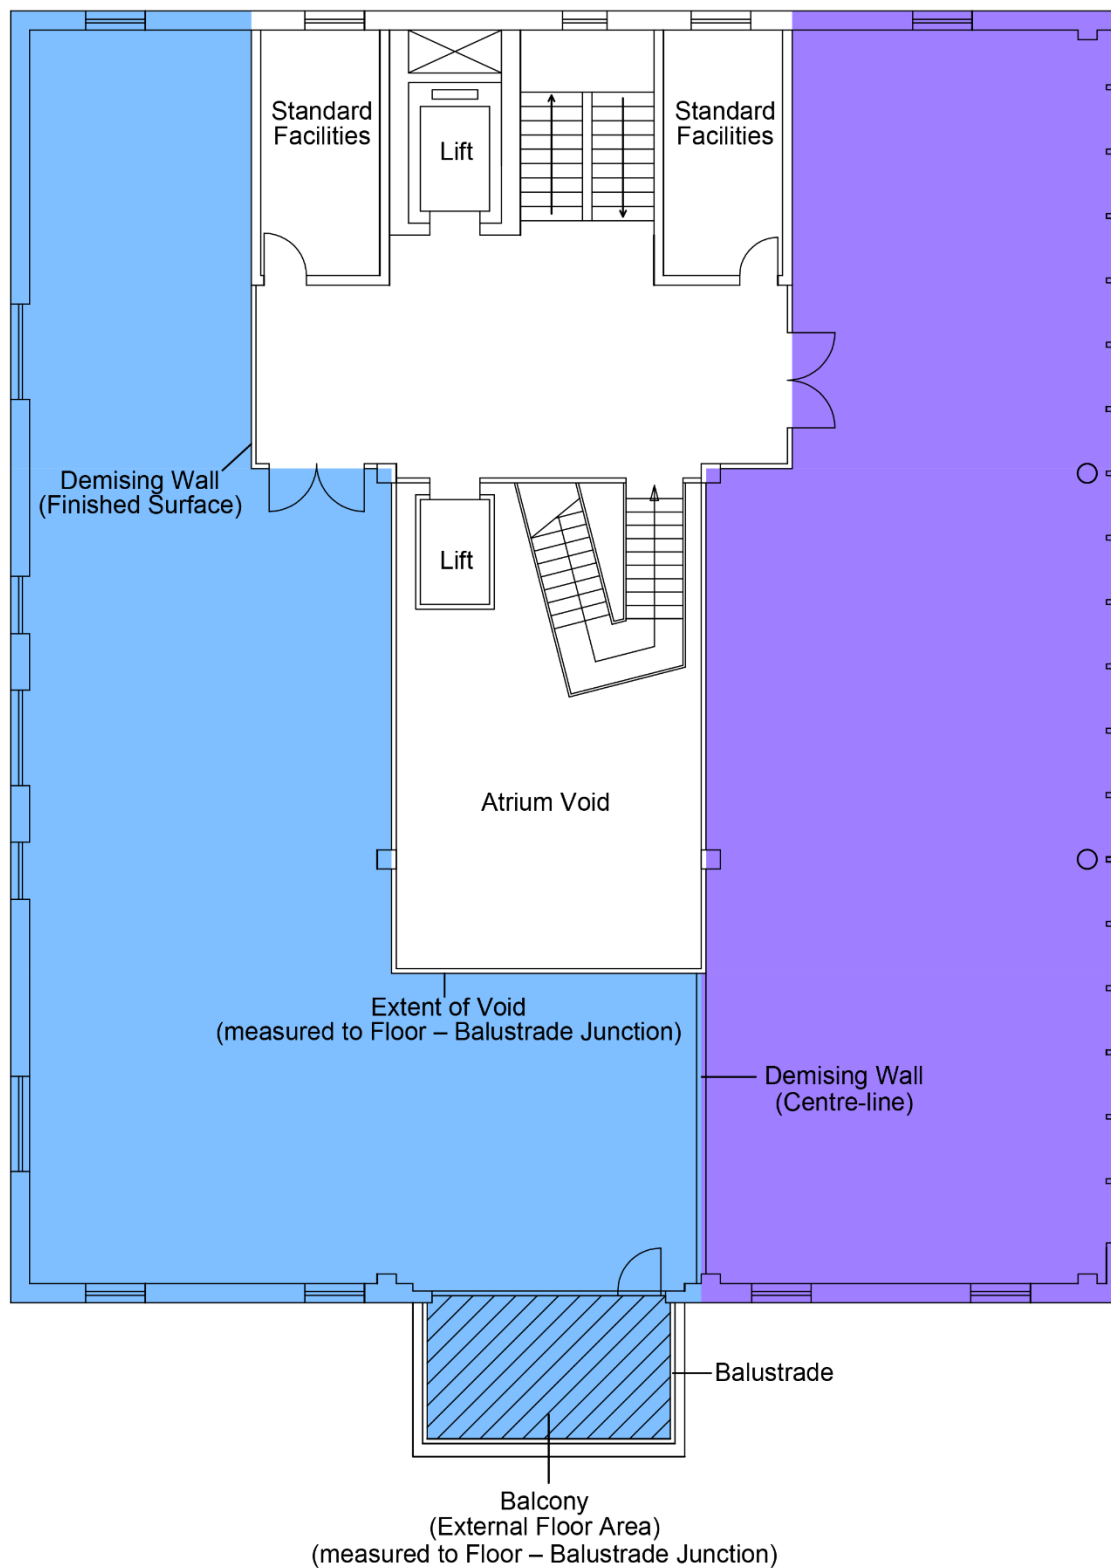 Standard
Facilities
Lift
Standard
Facilities
Demising Wall
(Finished Surface)
Lift
Atrium Void
Extent of Void
(measured to Floor – Balustrade Junction)
Demising Wall
(Centre-line)
Balustrade
Balcony
(External Floor Area)
(measured to Floor – Balustrade Junction)